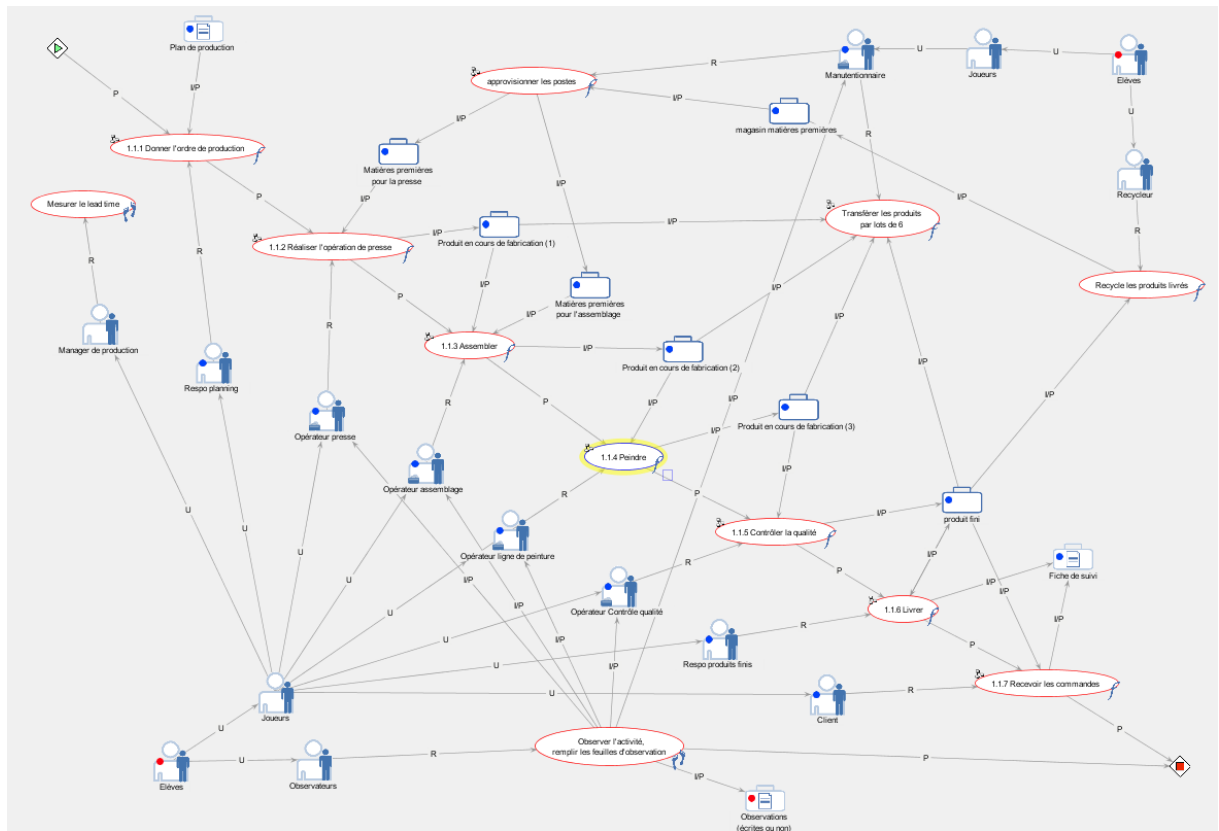 Plan de production
P
I/P
approvisionner les postes
R
Manutentionnaire
U
Joueurs
U
Elèves
I/P
I/P
magasin matières premières
U
R
1.1.1 Donner l'ordre de production
Matières premières
pour la presse
I/P
I/P
Recycleur
Mesurer le lead time
P
I/P
Transférer les produits
par lots de 6
I/P
R
1.1.2 Réaliser l'opération de presse
I/P
Produit en cours de fabrication (1)
I/P
R
R
I/P
Recycle les produits livrés
P
I/P
Matières premières
pour l'assemblage
I/P
I/P
Manager de production
R
1.1.3 Assembler
I/P
Produit en cours de fabrication (2)
I/P
I/P
Respo planning
P
R
I/P
I/P
Opérateur presse
I/P
Produit en cours de fabrication (3)
1.1.4 Peindre
Opérateur assemblage
R
P
I/P
I/P
produit fini
1.1.5 Contrôler la qualité
U
U
U
Opérateur ligne de peinture
R
I/P
I/P
P
Fiche de suivi
I/P
I/P
U
U
I/P
I/P
Opérateur Contrôle qualité
1.1.6 Livrer
U
I/P
R
P
I/P
U
Respo produits finis
I/P
U
R
1.1.7 Recevoir les commandes
Joueurs
Client
U
Observer l'activité,
remplir les feuilles d'observation
P
U
R
P
Elèves
Observateurs
I/P
Observations
(écrites ou non)